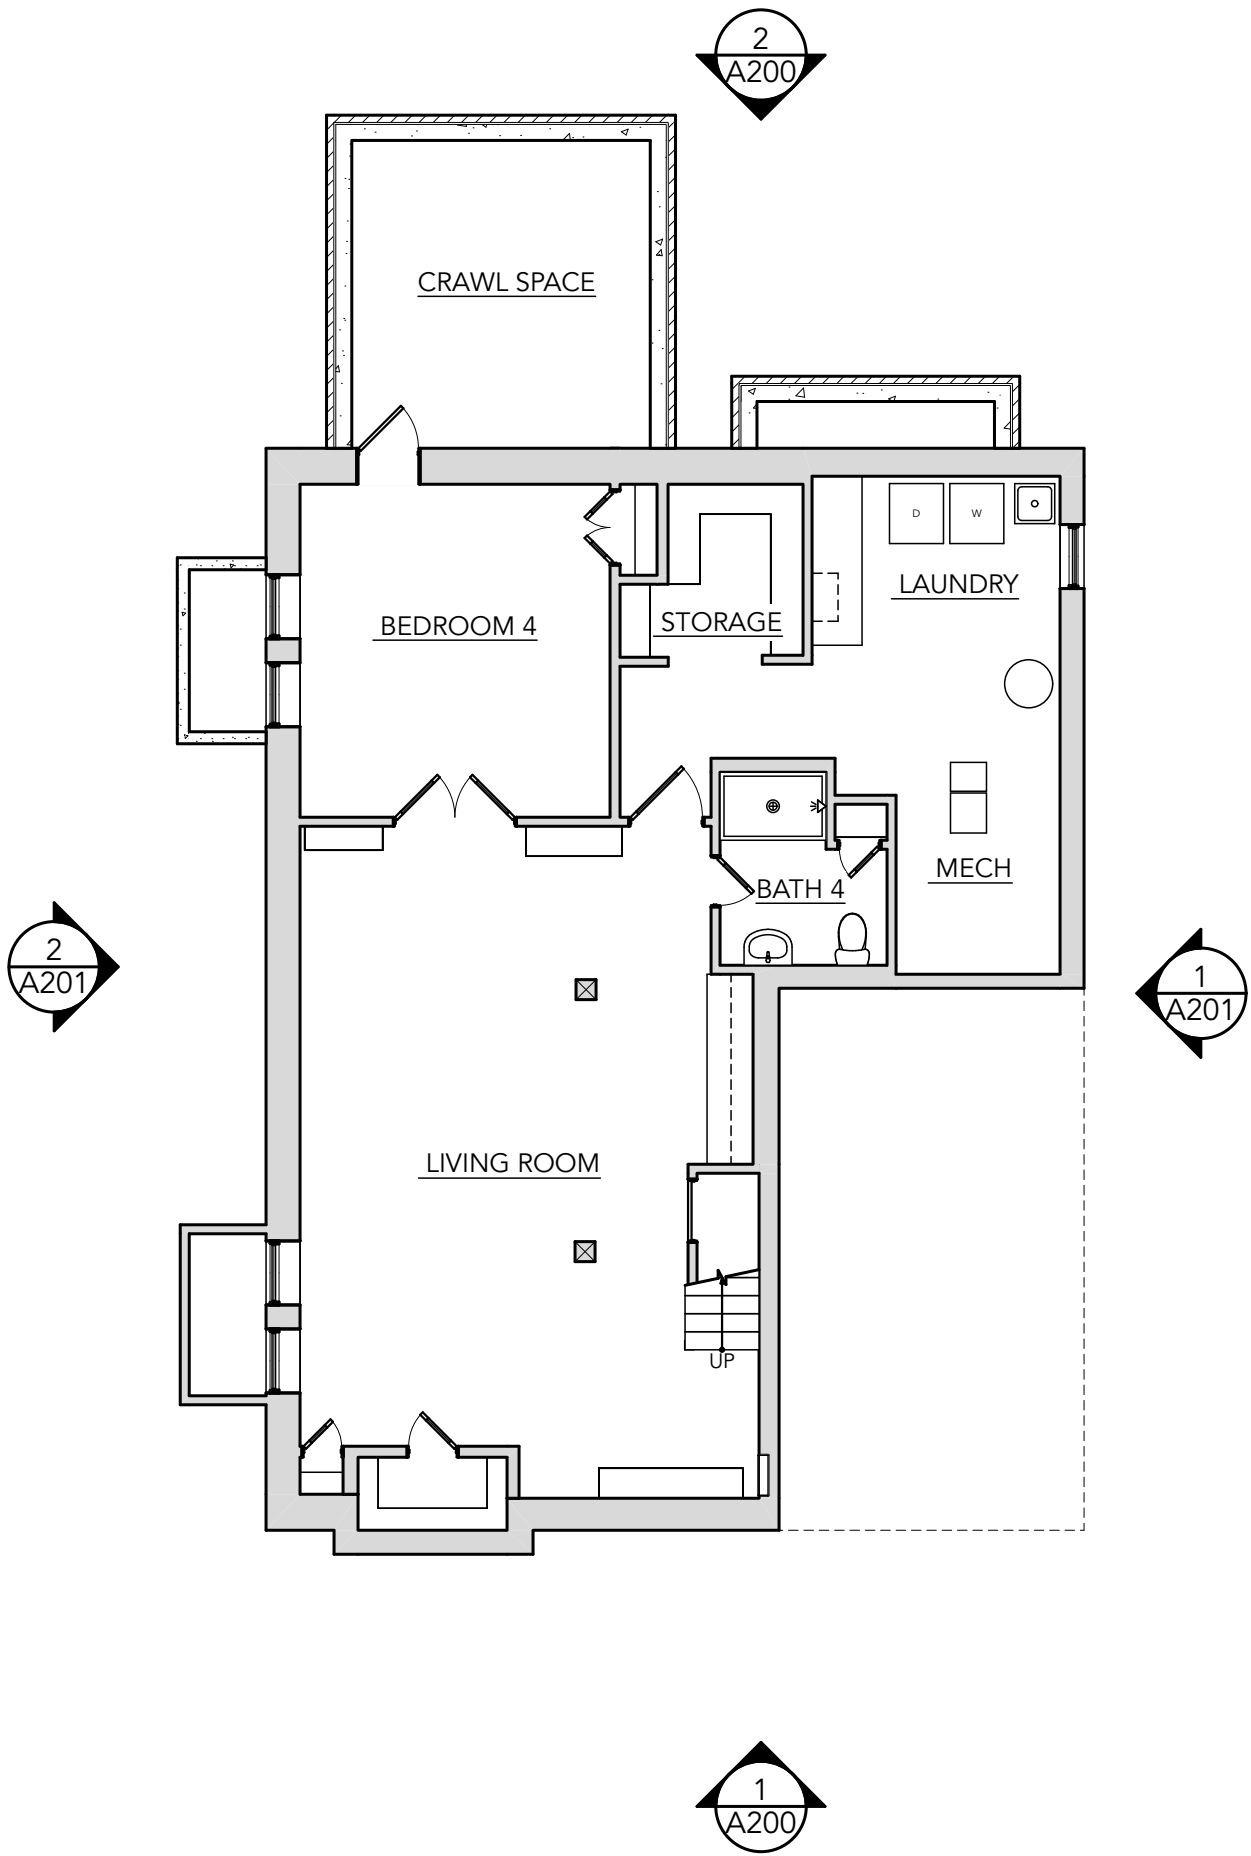 2
A200
CRAWL SPACE
D
W
LAUNDRY
BEDROOM 4
STORAGE
MECH
BATH 4
2
A201
1
A201
LIVING ROOM
UP
1
A200